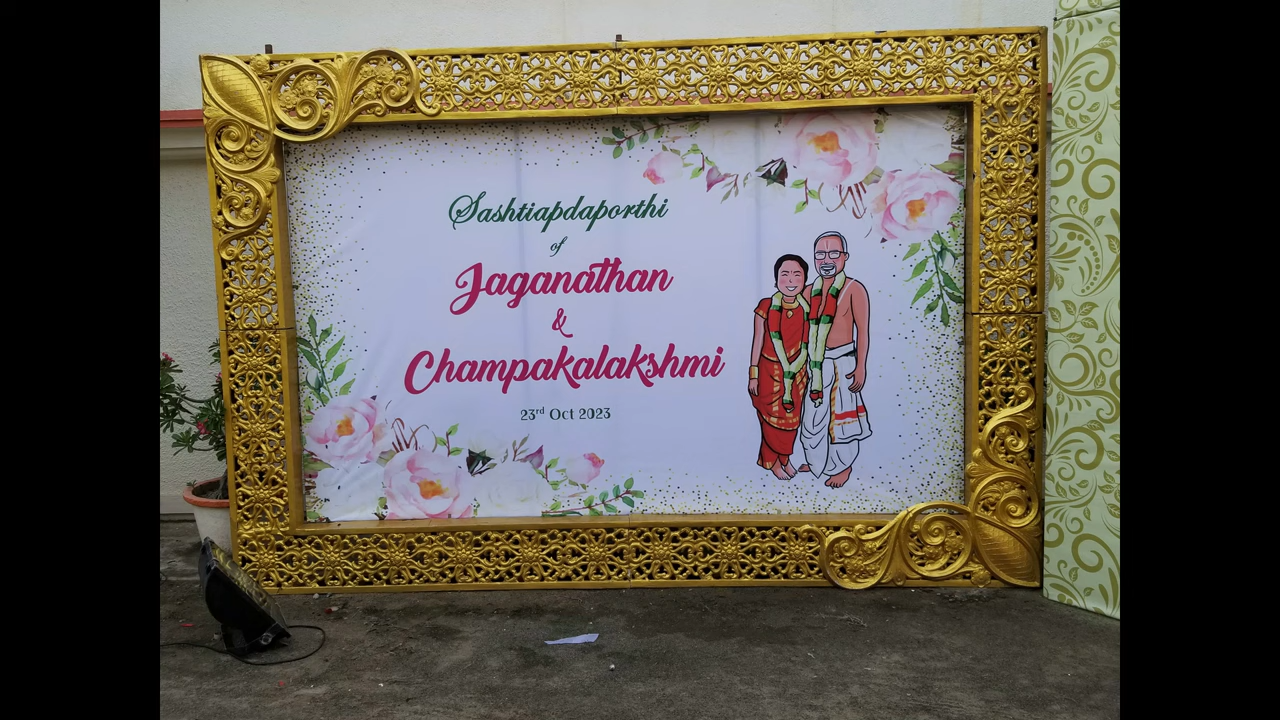 Sashtiapdaporthi
of
Jaganathan
&
Champakalakshmi
23rd Oct 2023